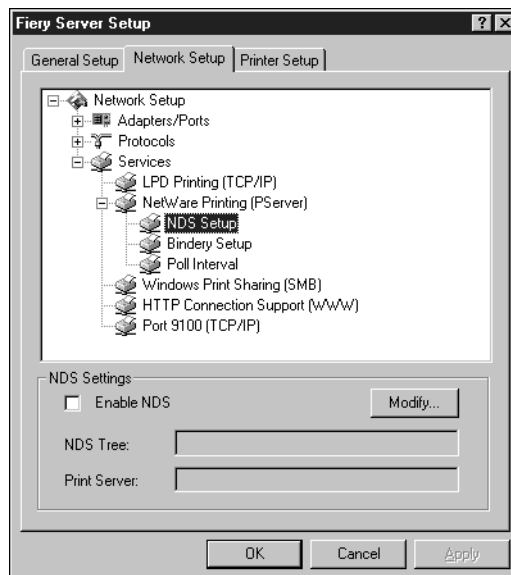 Fiery Server Setup
General Setup Network Setup Printer Setup
Network Setup
Adapters/Ports
Protocols
Services
LPD Printing (TCP/IP)
NetWare Printing (PServer)
NDS Setup
Bindery Setup
Poll Interval
Windows Print Sharing (SMB)
HTTP Connection Support (WWW)
Port 9100 (TCP/IP)
NDS Settings
Enable NDS Modify...
NDS Tree:
Print Server:
OK Cancel Apply